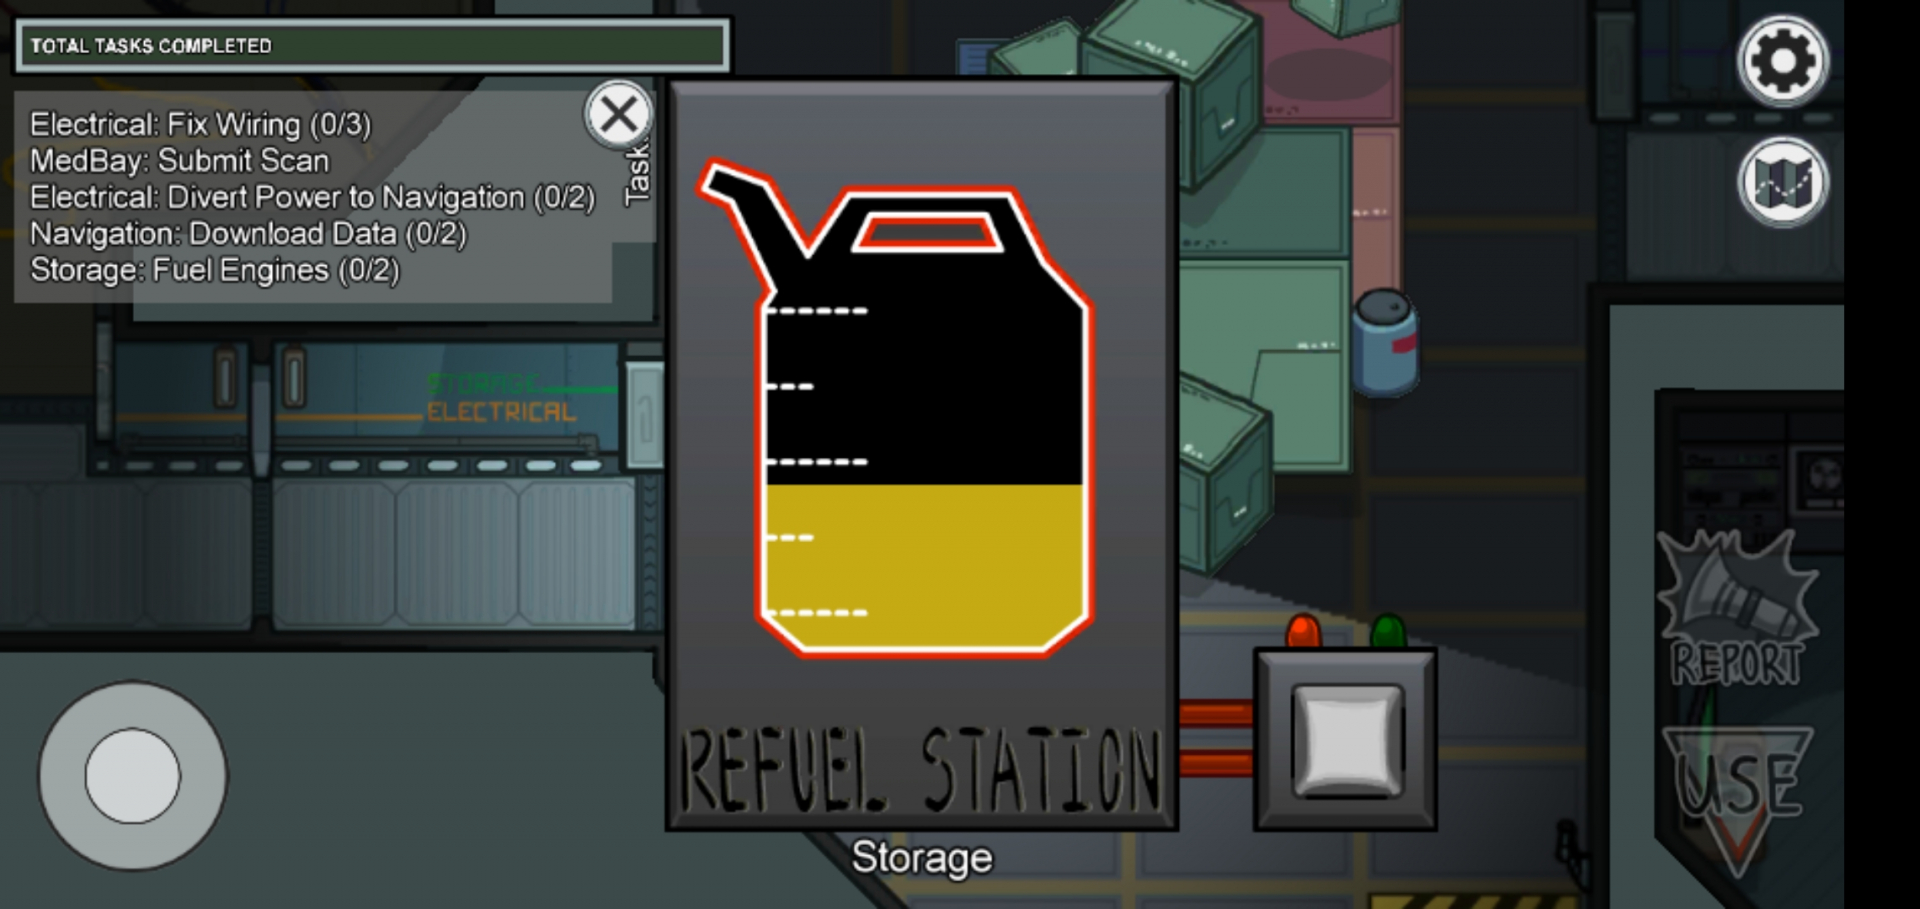 TOTAL TASKS COMPLETED
Electrical: Fix Wiring (0/3)
MedBay: Submit Scan
Electrical: Divert Power to Navigation (0/2)
Navigation: Download Data (0/2)
Storage: Fuel Engines (0/2)
Tasks
STORAGE
ELECTRICAL
REPORT
REFUEL STATION
USE
Storage